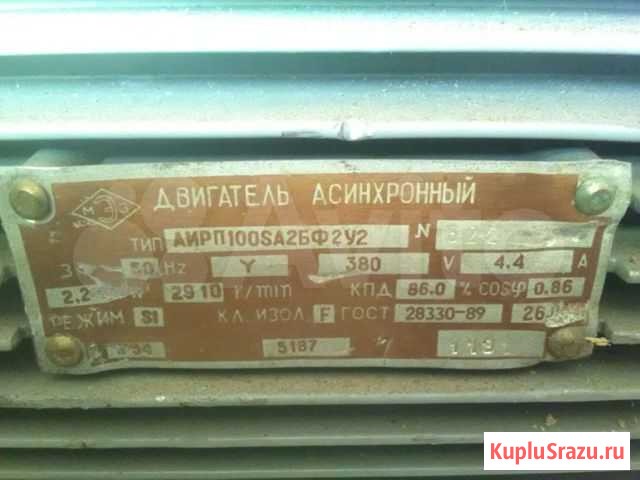 ДВИГАТЕЛЬ АСИНХРОННЫЙ
ТИП АИРП100SA2БФ2У2 N
3 50 Hz Y 380 V 4.4 А
2.2 2910 r/min КПД 86.0 % COSφ 0.86
РЕЖИМ S1 КЛ. ИЗОЛ F ГОСТ 28330-89
5187
KupluSrazu.ru